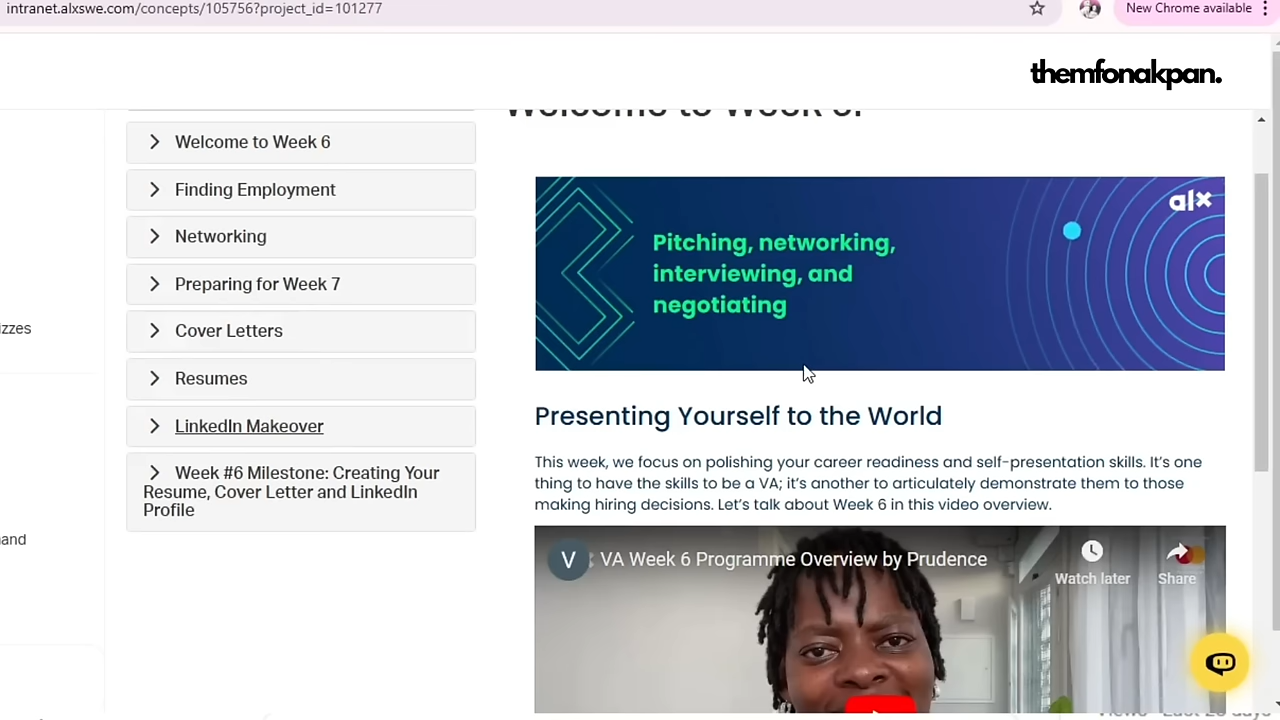 intranet.alxswe.com/concepts/105756?project_id=101277
New Chrome available
themfonakpan.
Welcome to Week 6!
Welcome to Week 6
Finding Employment
Networking
Preparing for Week 7
Cover Letters
Resumes
LinkedIn Makeover
Week #6 Milestone: Creating Your
Resume, Cover Letter and LinkedIn
Profile
izzes
and
alx
Pitching, networking,
interviewing, and
negotiating
Presenting Yourself to the World
This week, we focus on polishing your career readiness and self-presentation skills. It's one
thing to have the skills to be a VA; it's another to articulately demonstrate them to those
making hiring decisions. Let's talk about Week 6 in this video overview.
V
VA Week 6 Programme Overview by Prudence
Watch later
Share